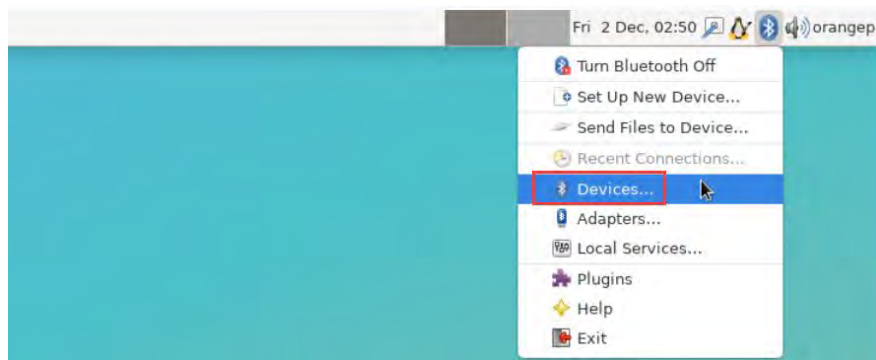 Fri 2 Dec, 02:50 orangep
Turn Bluetooth Off
Set Up New Device...
Send Files to Device...
Recent Connections...
Devices...
Adapters...
Local Services...
Plugins
Help
Exit